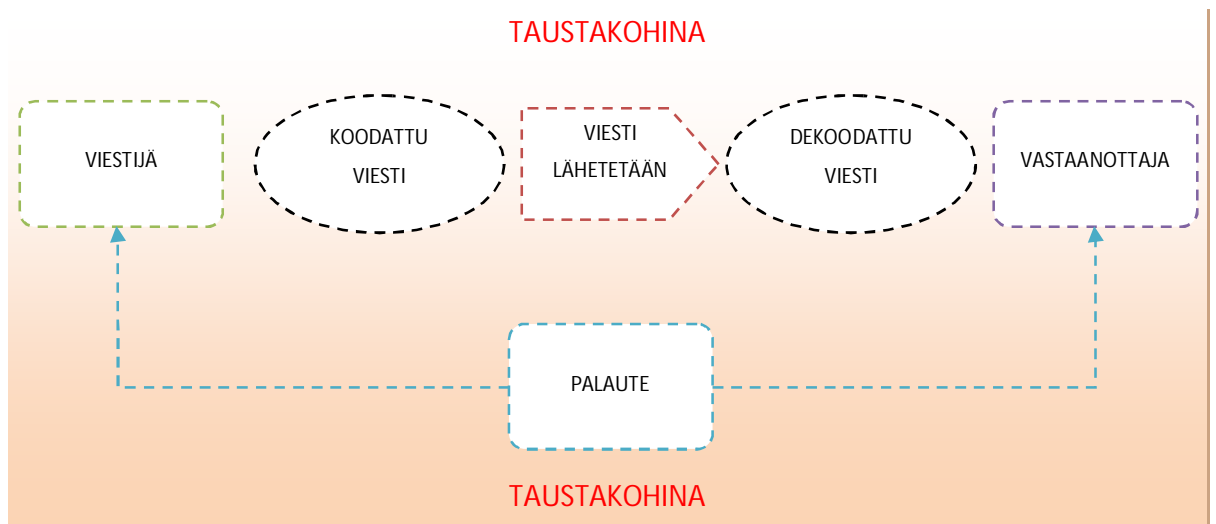 TAUSTAKOHINA
VIESTIJÄ
KOODATTU
VIESTI
VIESTI
LÄHETETÄÄN
DEKOODATTU
VIESTI
VASTAANOTTAJA
PALAUTE
TAUSTAKOHINA